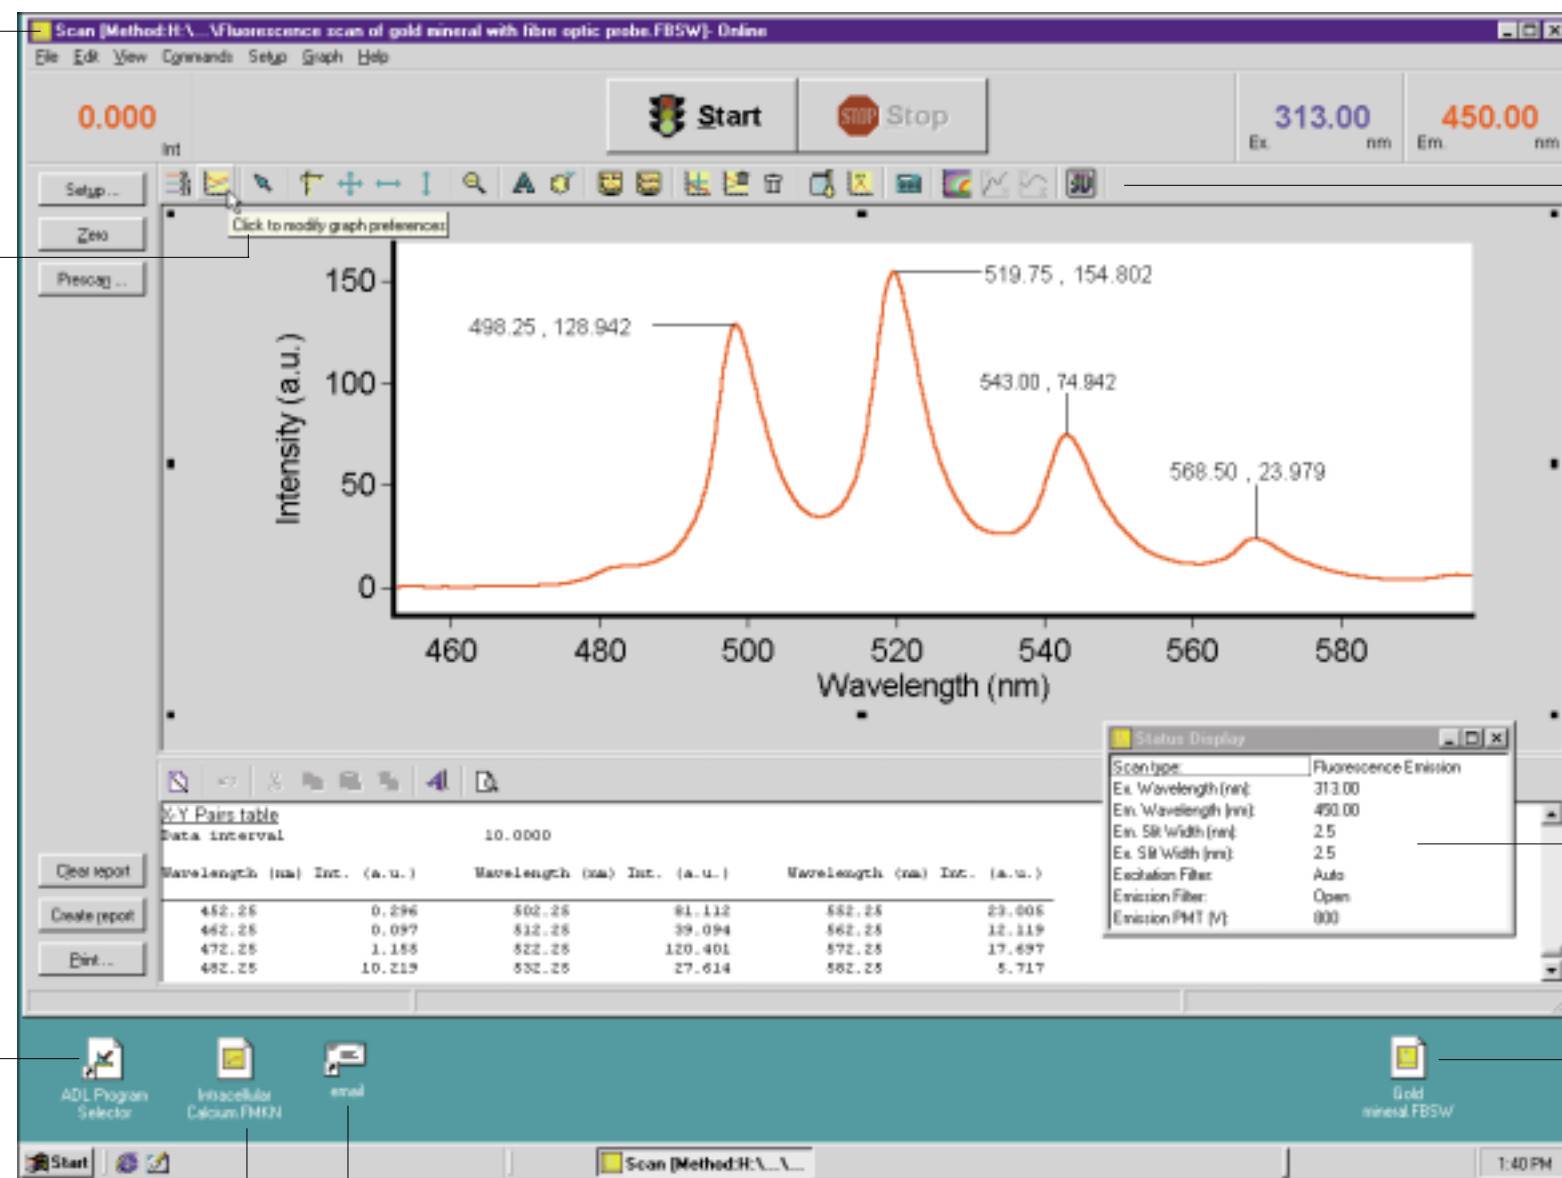 Scan [Method:H:\...\Fluorescence scan of gold mineral with fibre optic probe.FBSW]- Online
File Edit View Commands Setup Graph Help
0.000
Int
Start
STOP Stop
313.00
Ex. nm
450.00
Em. nm
Setup...
Zero
Prescan ...
3D
Click to modify graph preferences
150
100
50
0
Intensity (a.u.)
498.25 , 128.942
519.75 , 154.802
543.00 , 74.942
568.50 , 23.979
460 480 500 520 540 560 580
Wavelength (nm)
Status Display
Scan type: Fluorescence Emission
Ex. Wavelength (nm): 313.00
Em. Wavelength (nm): 450.00
Em. Slit Width (nm): 2.5
Ex. Slit Width (nm): 2.5
Excitation Filter: Auto
Emission Filter: Open
Emission PMT (V): 800
X-Y Pairs table
Data interval 10.0000
Wavelength (nm) Int. (a.u.) Wavelength (nm) Int. (a.u.) Wavelength (nm) Int. (a.u.)
452.25 0.296 502.25 81.112 552.25 23.005
462.25 0.097 512.25 39.094 562.25 12.119
472.25 1.155 522.25 120.401 572.25 17.697
482.25 10.219 532.25 27.614 582.25 5.717
Clear report
Create report
Print...
ADL Program
Selector
Intracellular
Calcium.FMKN
email
Gold
mineral.FBSW
Start
Scan [Method:H:\...\...
1:40 PM